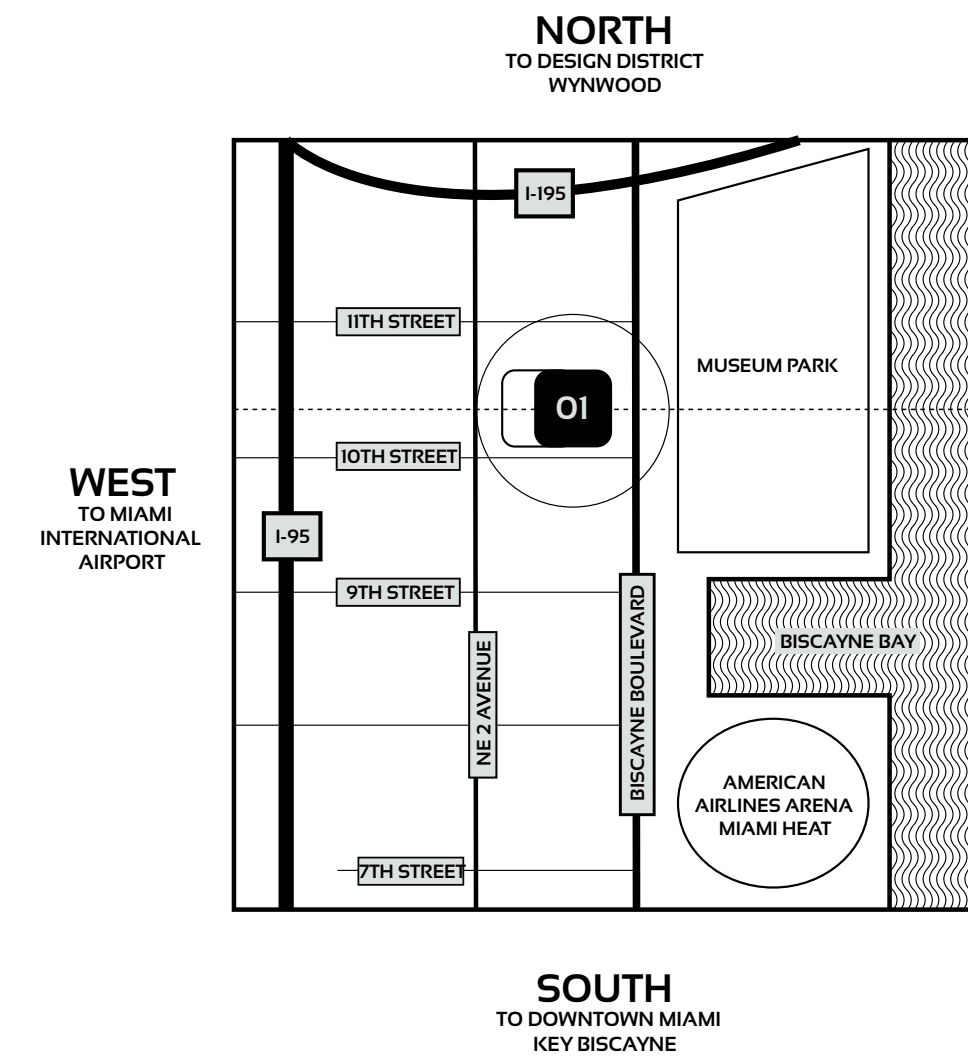 NORTH
TO DESIGN DISTRICT
WYNWOOD
I-195
11TH STREET
MUSEUM PARK
01
10TH STREET
WEST
TO MIAMI
INTERNATIONAL
AIRPORT
I-95
9TH STREET
BISCAYNE BOULEVARD
NE 2 AVENUE
BISCAYNE BAY
AMERICAN
AIRLINES ARENA
MIAMI HEAT
7TH STREET
SOUTH
TO DOWNTOWN MIAMI
KEY BISCAYNE